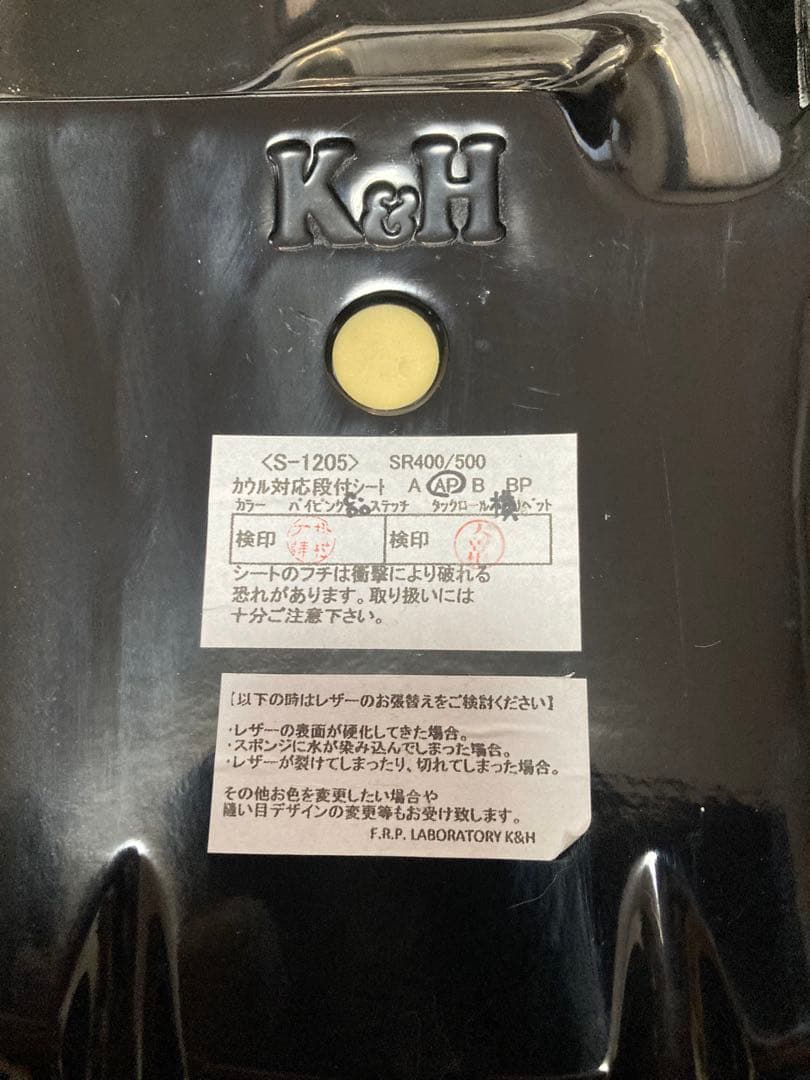 K&H
〈S-1205〉 SR400/500
カウル対応段付シート A AP B BP
カラー パイピング ステッチ タックロール 横 リベット
検印 検印
シートのフチは衝撃により破れる
恐れがあります。取り扱いには
十分ご注意下さい。
【以下の時はレザーのお張替えをご検討ください】
・レザーの表面が硬化してきた場合。
・スポンジに水が染み込んでしまった場合。
・レザーが裂けてしまったり、切れてしまった場合。
その他お色を変更したい場合や
縫い目デザインの変更等もお受け致します。
F.R.P. LABORATORY K&H